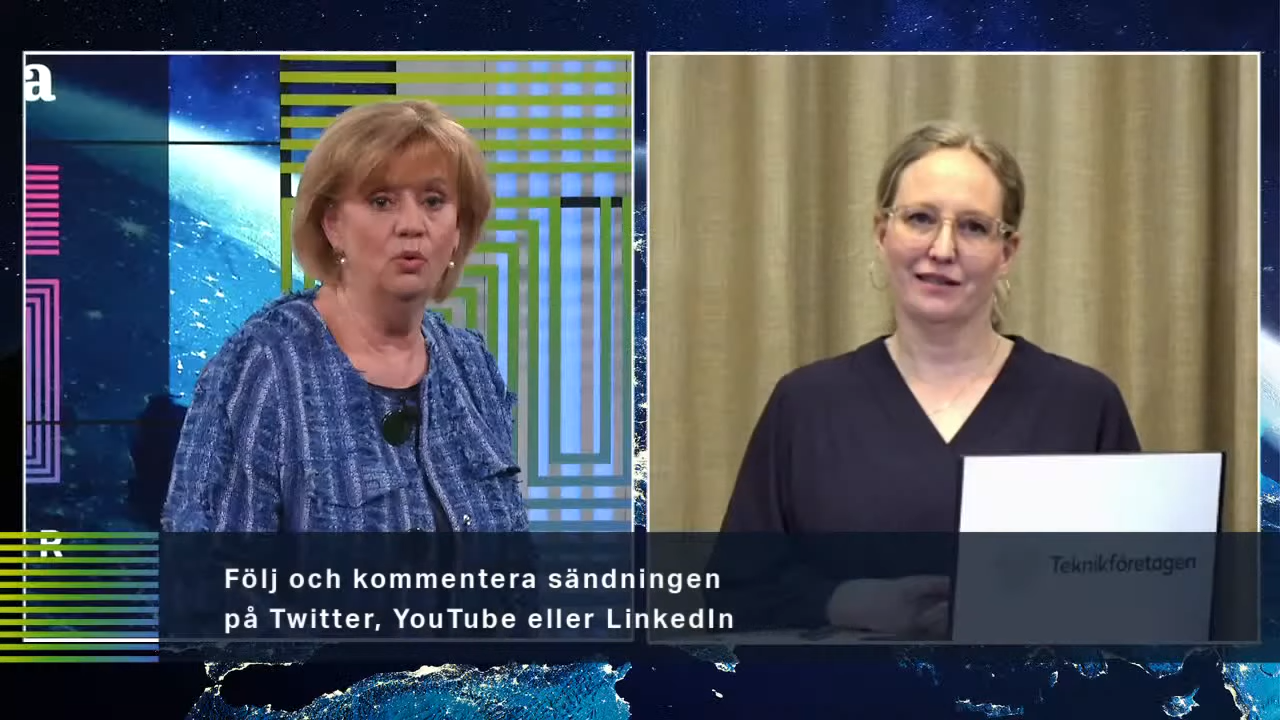 a
R
Teknikföretagen
Följ och kommentera sändningen
på Twitter, YouTube eller LinkedIn